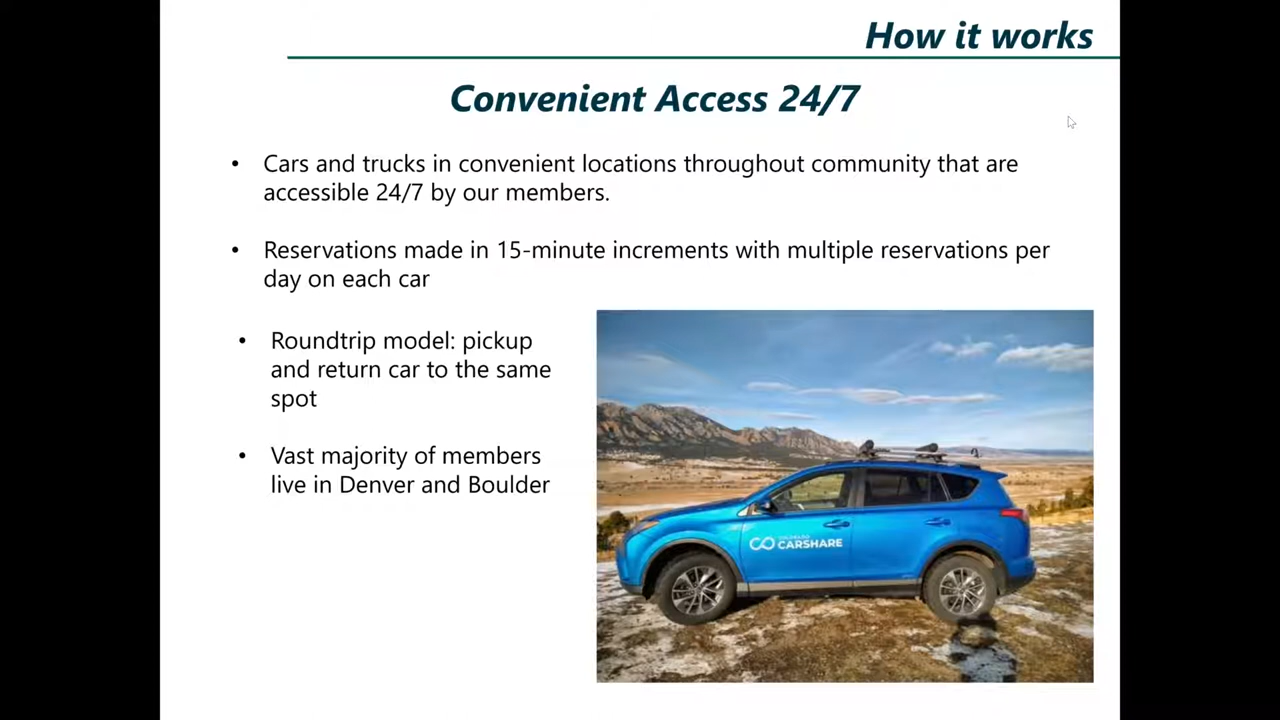 How it works
Convenient Access 24/7
• Cars and trucks in convenient locations throughout community that are
accessible 24/7 by our members.
• Reservations made in 15-minute increments with multiple reservations per
day on each car
• Roundtrip model: pickup
and return car to the same
spot
• Vast majority of members
live in Denver and Boulder
COLORADO
CARSHARE